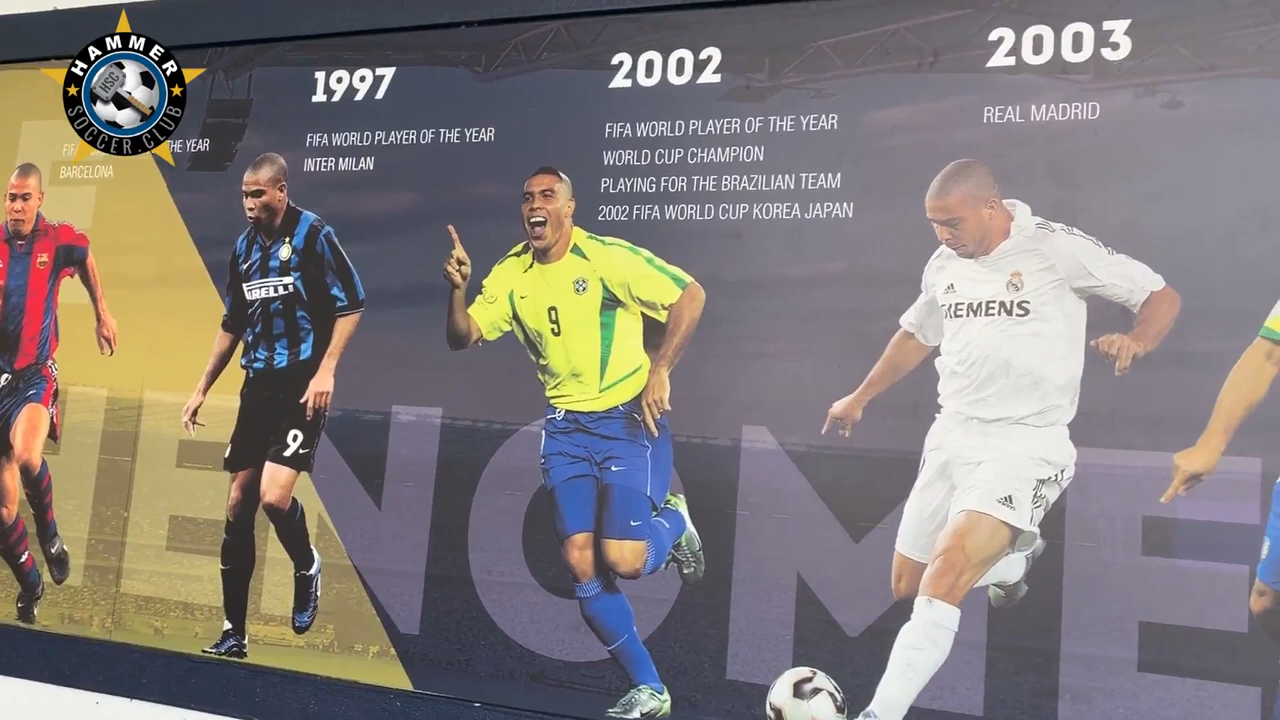 HAMMER
HSC
SOCCER.CLUB
THE YEAR
BARCELONA
1997
FIFA WORLD PLAYER OF THE YEAR
INTER MILAN
2002
FIFA WORLD PLAYER OF THE YEAR
WORLD CUP CHAMPION
PLAYING FOR THE BRAZILIAN TEAM
2002 FIFA WORLD CUP KOREA JAPAN
2003
REAL MADRID
IRELLI
9
9
SIEMENS
ENOME